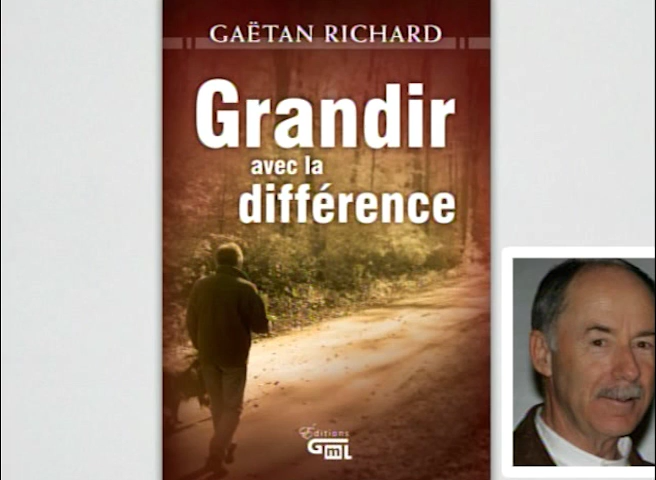 GAËTAN RICHARD
Grandir
avec la
différence
Éditions
GmL